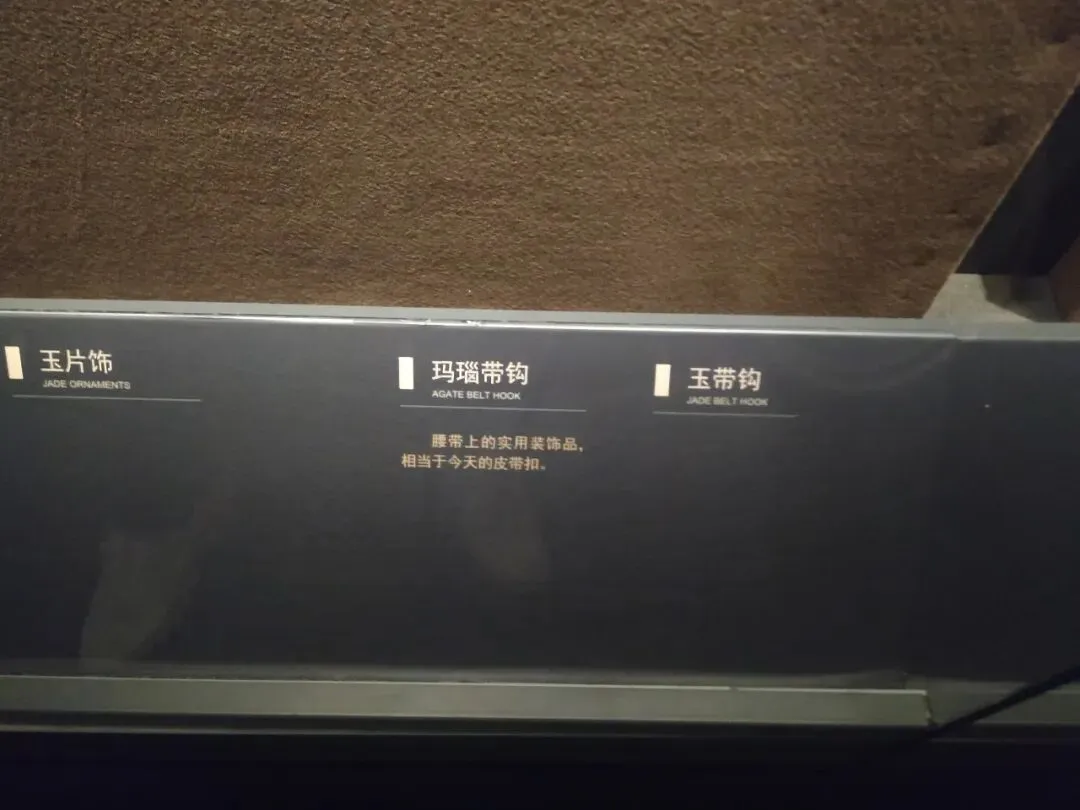 玉片饰
JADE ORNAMENTS
玛瑙带钩
AGATE BELT HOOK
腰带上的实用装饰品，
相当于今天的皮带扣。
玉带钩
JADE BELT HOOK